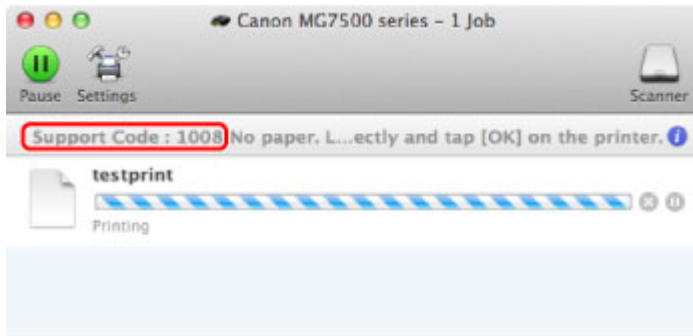 Canon MG7500 series – 1 Job
Pause Settings Scanner
Support Code : 1008 No paper. L...ectly and tap [OK] on the printer.
testprint
Printing